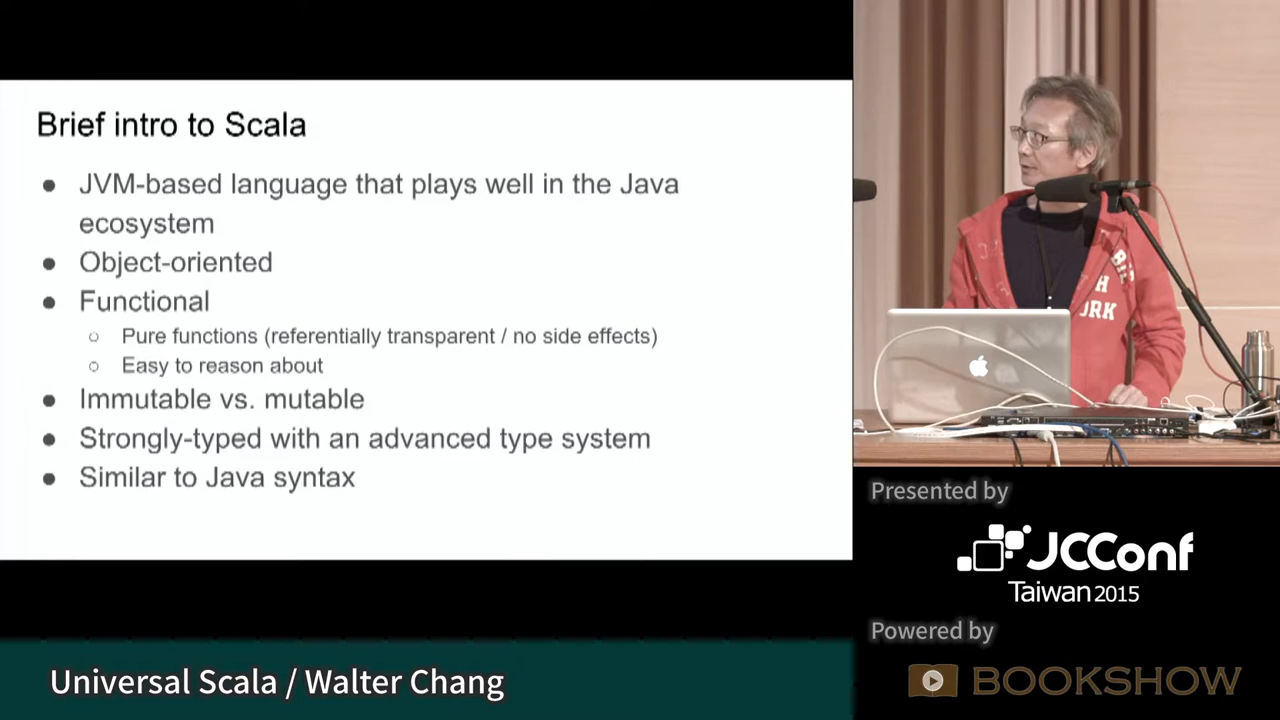 Brief intro to Scala
● JVM-based language that plays well in the Java
ecosystem
● Object-oriented
● Functional
○ Pure functions (referentially transparent / no side effects)
○ Easy to reason about
● Immutable vs. mutable
● Strongly-typed with an advanced type system
● Similar to Java syntax
ORK
Presented by
JCConf
Taiwan 2015
Powered by
BOOKSHOW
Universal Scala / Walter Chang